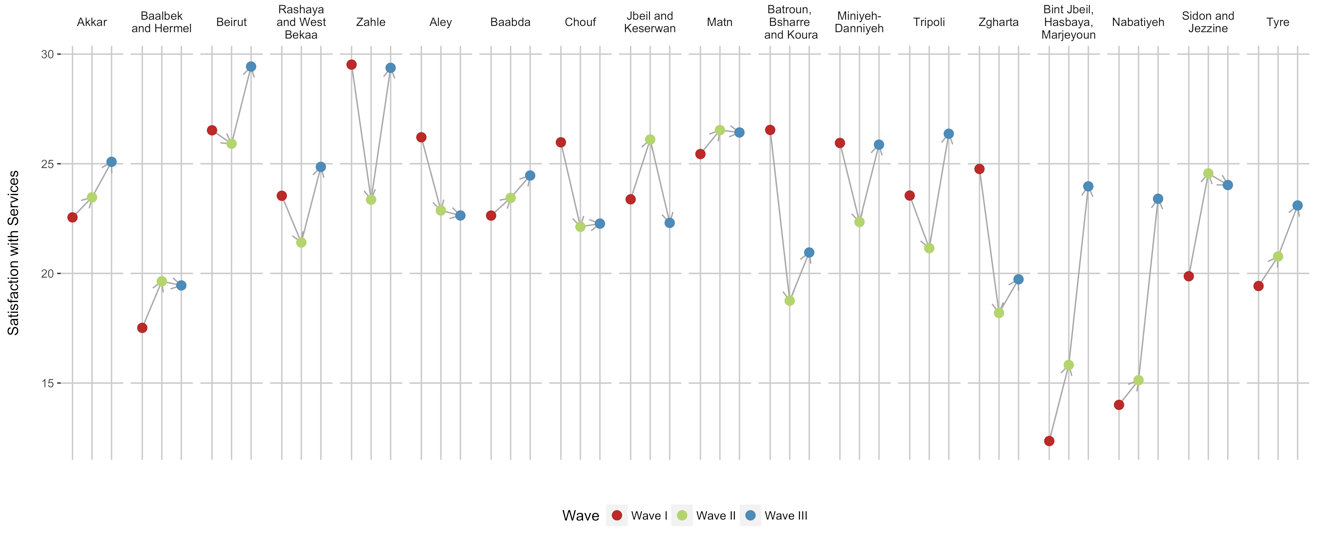 Akkar
Baalbek
and Hermel
Beirut
Rashaya
and West
Bekaa
Zahle
Aley
Baabda
Chouf
Jbeil and
Keserwan
Matn
Batroun,
Bsharre
and Koura
Miniyeh-
Danniyeh
Tripoli
Zgharta
Bint Jbeil,
Hasbaya,
Marjeyoun
Nabatiyeh
Sidon and
Jezzine
Tyre
Satisfaction with Services
30
25
20
15
Wave Wave I Wave II Wave III